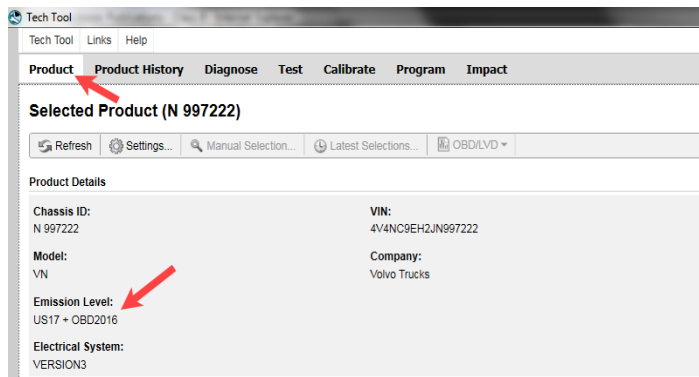 Tech Tool
Tech Tool Links Help
Product Product History Diagnose Test Calibrate Program Impact
Selected Product (N 997222)
Refresh Settings... Manual Selection... Latest Selections... OBD/LVD
Product Details
Chassis ID: VIN:
N 997222 4V4NC9EH2JN997222
Model: Company:
VN Volvo Trucks
Emission Level:
US17 + OBD2016
Electrical System:
VERSION3